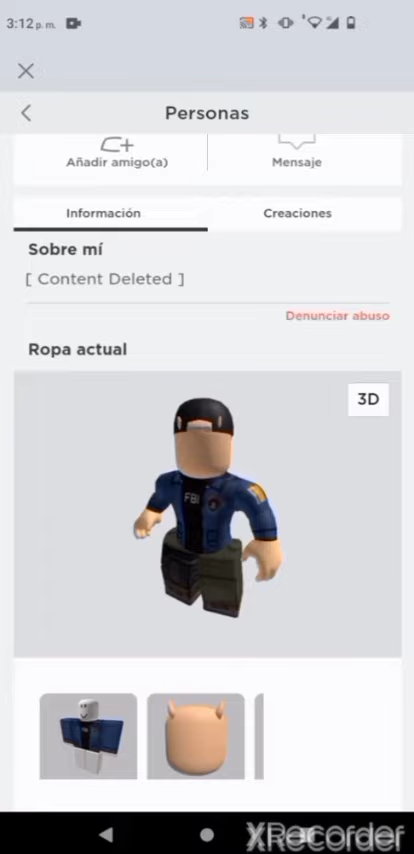 3:12 p. m.
Personas
Añadir amigo(a)
Mensaje
Información
Creaciones
Sobre mí
[ Content Deleted ]
Denunciar abuso
Ropa actual
3D
FBI
XRecorder